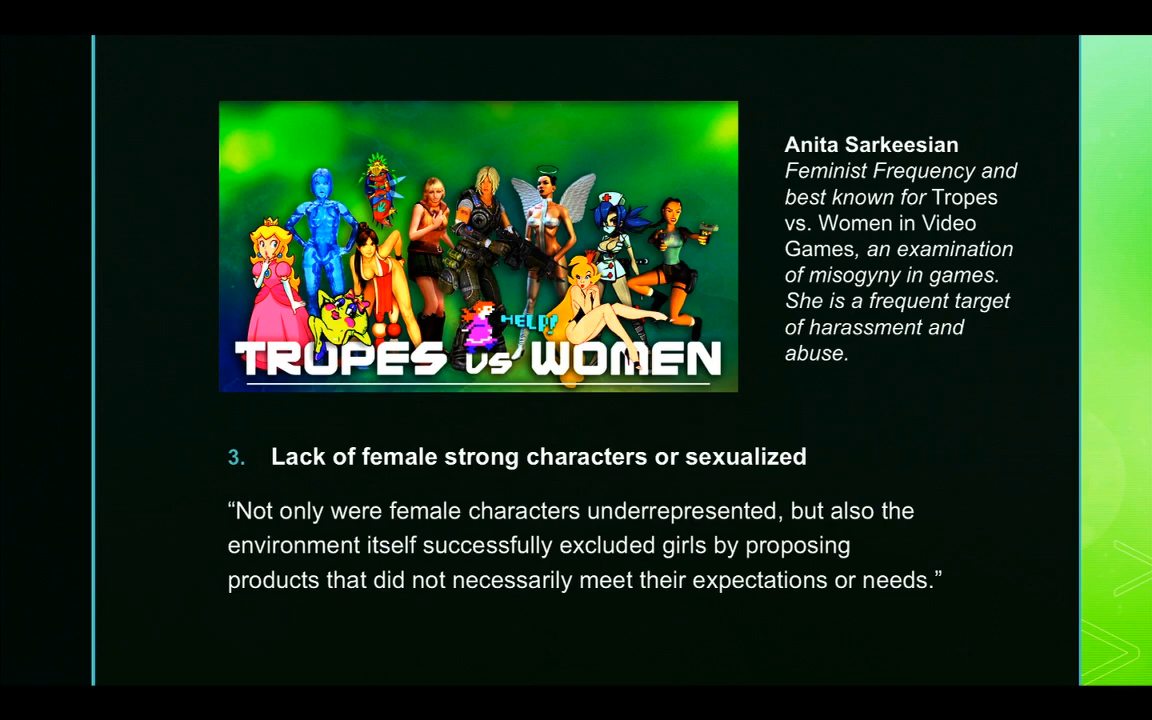 HELP!
TROPES VS WOMEN
Anita Sarkeesian
Feminist Frequency and
best known for Tropes
vs. Women in Video
Games, an examination
of misogyny in games.
She is a frequent target
of harassment and
abuse.
3. Lack of female strong characters or sexualized
“Not only were female characters underrepresented, but also the
environment itself successfully excluded girls by proposing
products that did not necessarily meet their expectations or needs.”